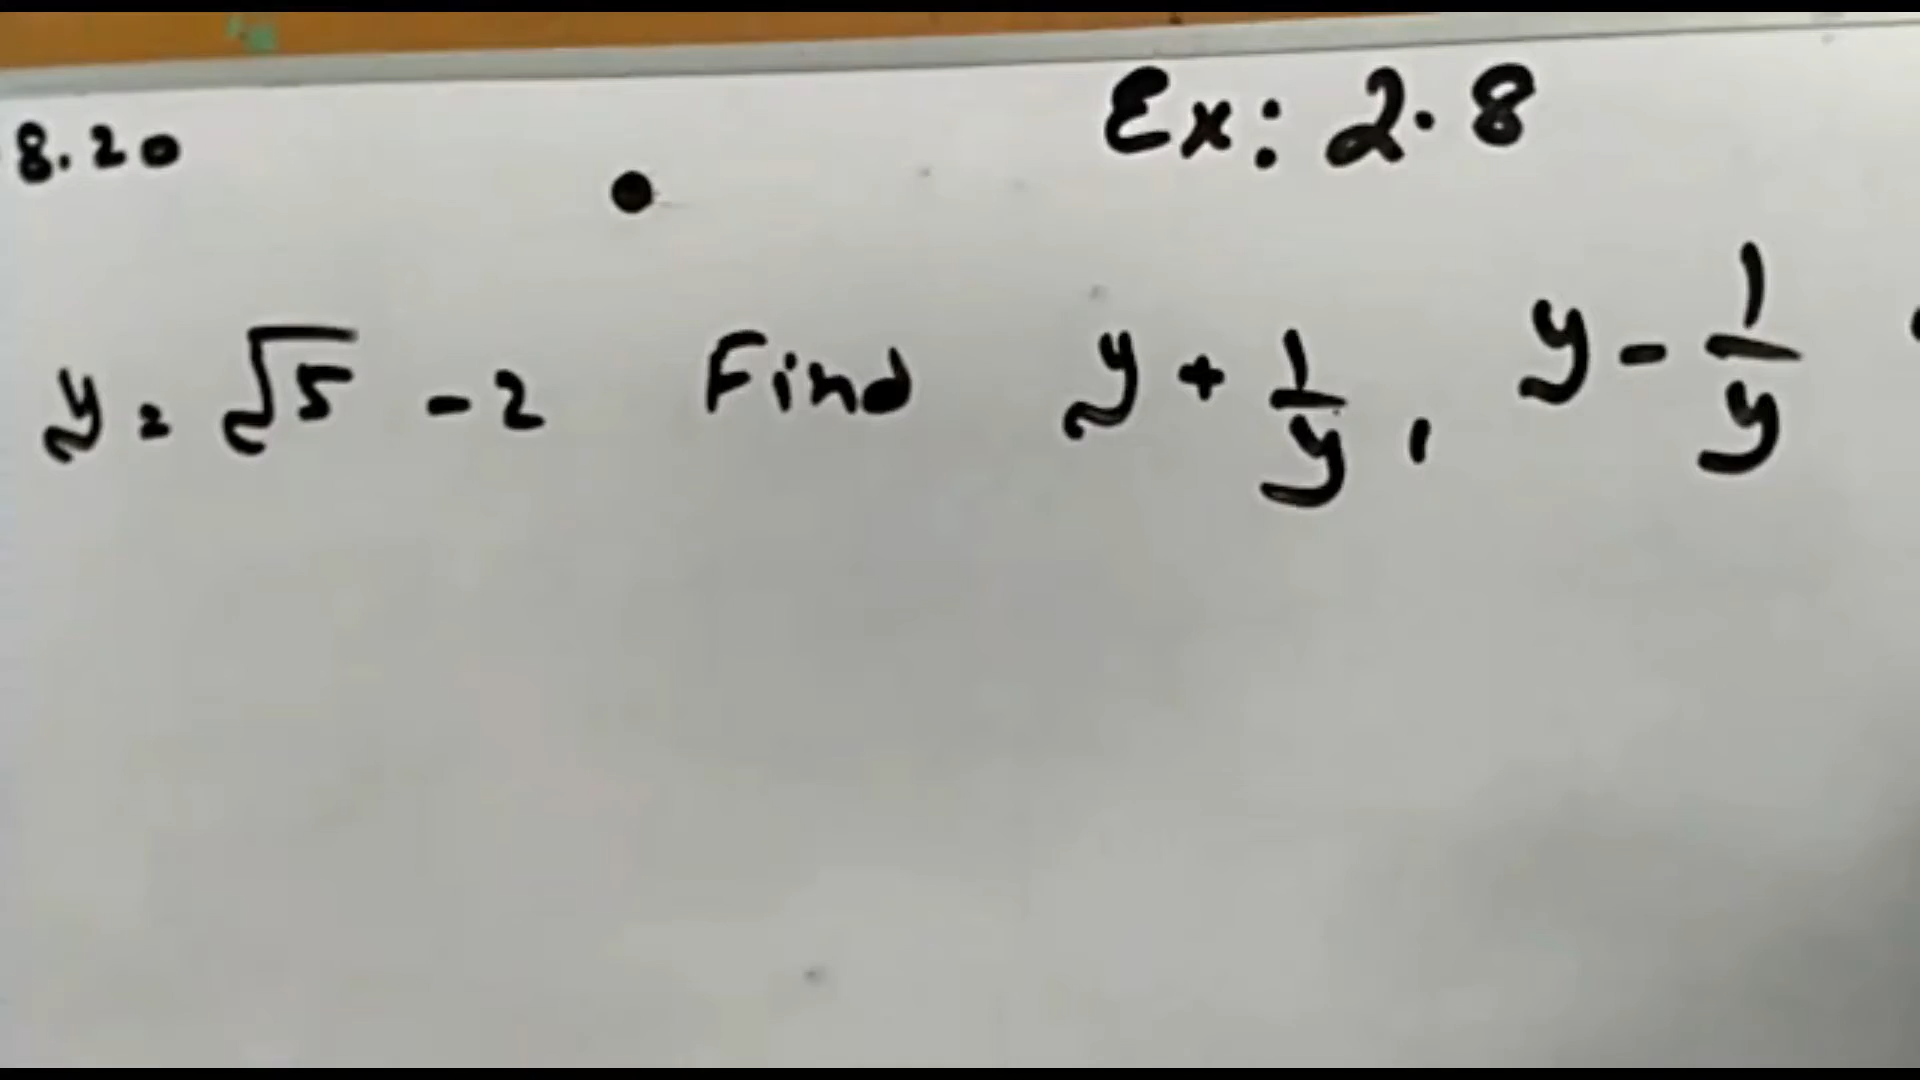 8.20
Ex: 2.8
y = √5 - 2 Find y + 1/y, y - 1/y